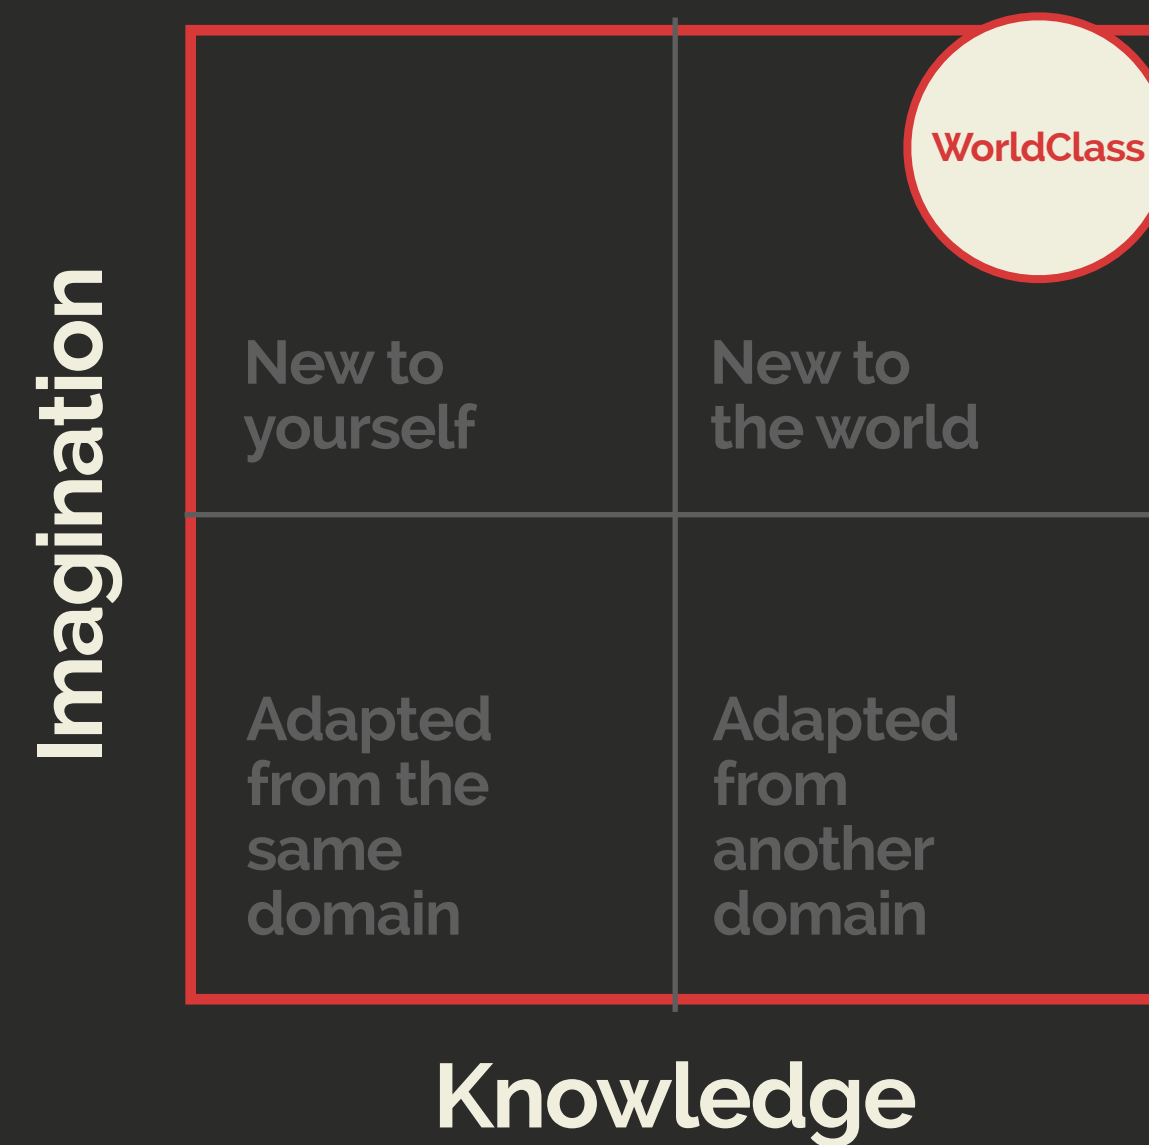 WorldClass
Imagination
New to
yourself
New to
the world
Adapted
from the
same
domain
Adapted
from
another
domain
Knowledge